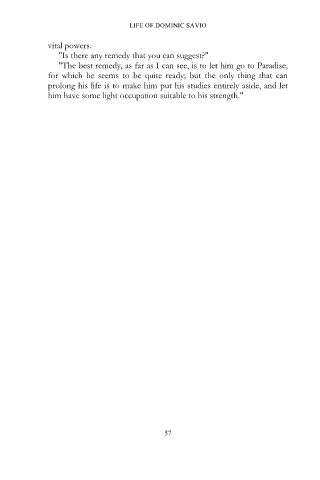 LIFE OF DOMINIC SAVIO
vital powers.
"Is there any remedy that you can suggest?"
"The best remedy, as far as I can see, is to let him go to Paradise,
for which he seems to be quite ready; but the only thing that can
prolong his life is to make him put his studies entirely aside, and let
him have some light occupation suitable to his strength."
57